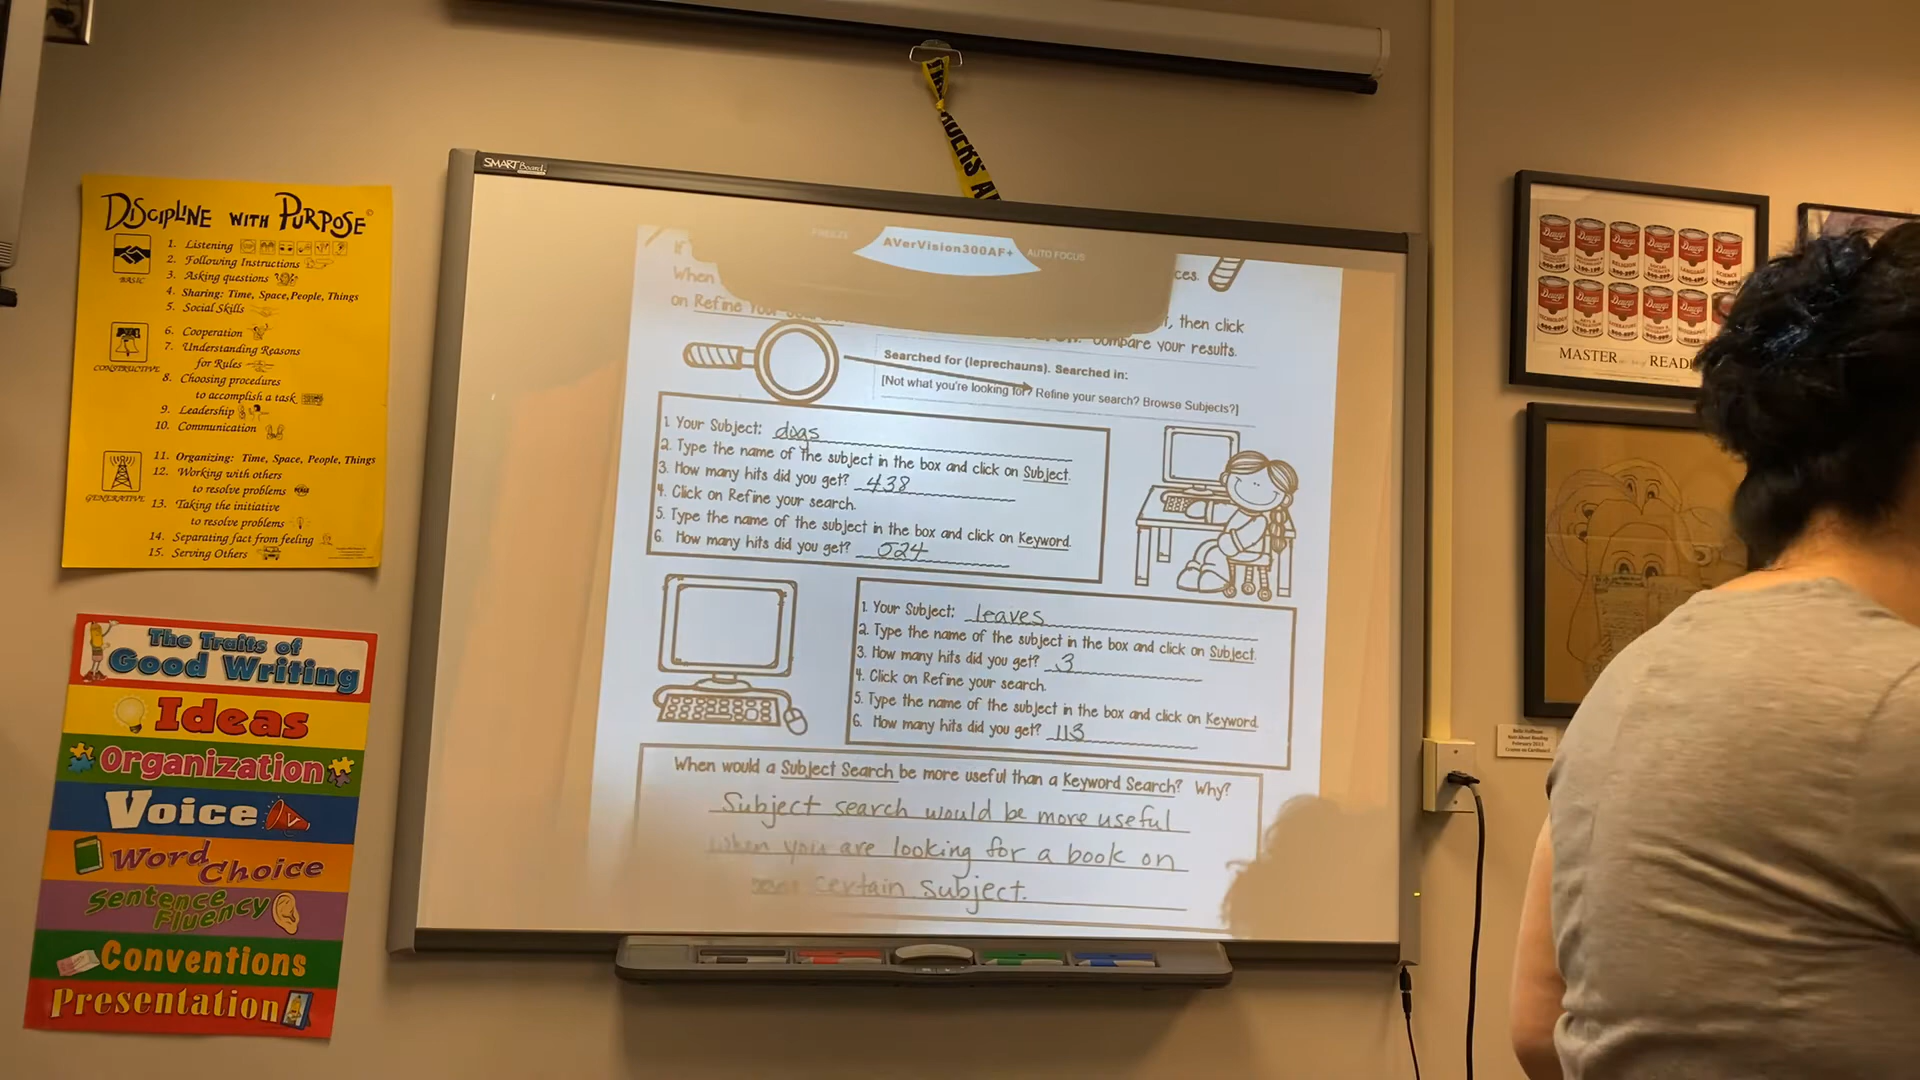 DISCIPLINE WITH PURPOSE
BASIC
1. Listening
2. Following Instructions
3. Asking questions
4. Sharing: Time, Space, People, Things
5. Social Skills
CONSTRUCTIVE
6. Cooperation
7. Understanding Reasons
for Rules
8. Choosing procedures
to accomplish a task
9. Leadership
10. Communication
GENERATIVE
11. Organizing: Time, Space, People, Things
12. Working with others
to resolve problems
13. Taking the initiative
to resolve problems
14. Separating fact from feeling
15. Serving Others
The Traits of
Good Writing
Ideas
Organization
Voice
Word Choice
Sentence
Fluency
Conventions
Presentation
SMART Board
FREEZE AVerVision300AF+ AUTO FOCUS
When ces.
on Refine Your then click
compare your results.
Searched for (leprechauns). Searched in:
[Not what you're looking for? Refine your search? Browse Subjects?]
1. Your Subject: dogs
2. Type the name of the subject in the box and click on Subject.
3. How many hits did you get? 438
4. Click on Refine your search.
5. Type the name of the subject in the box and click on Keyword.
6. How many hits did you get? 524
1. Your Subject: leaves
2. Type the name of the subject in the box and click on Subject.
3. How many hits did you get? 3
4. Click on Refine your search.
5. Type the name of the subject in the box and click on Keyword.
6. How many hits did you get? 113
When would a Subject Search be more useful than a Keyword Search? Why?
Subject search would be more useful
when you are looking for a book on
certain subject.
MASTER READ